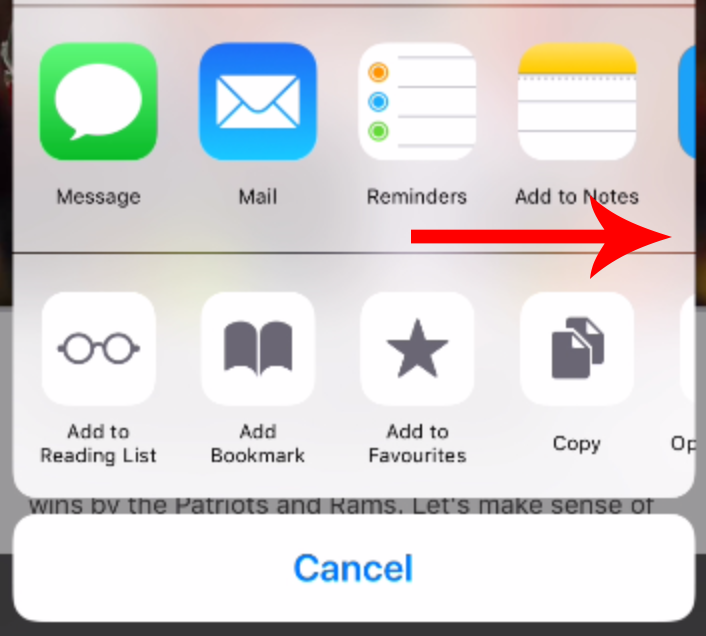 Message Mail Reminders Add to Notes
Add to Reading List
Add Bookmark
Add to Favourites
Copy
Op
wins by the Patriots and Rams. Let's make sense of
Cancel